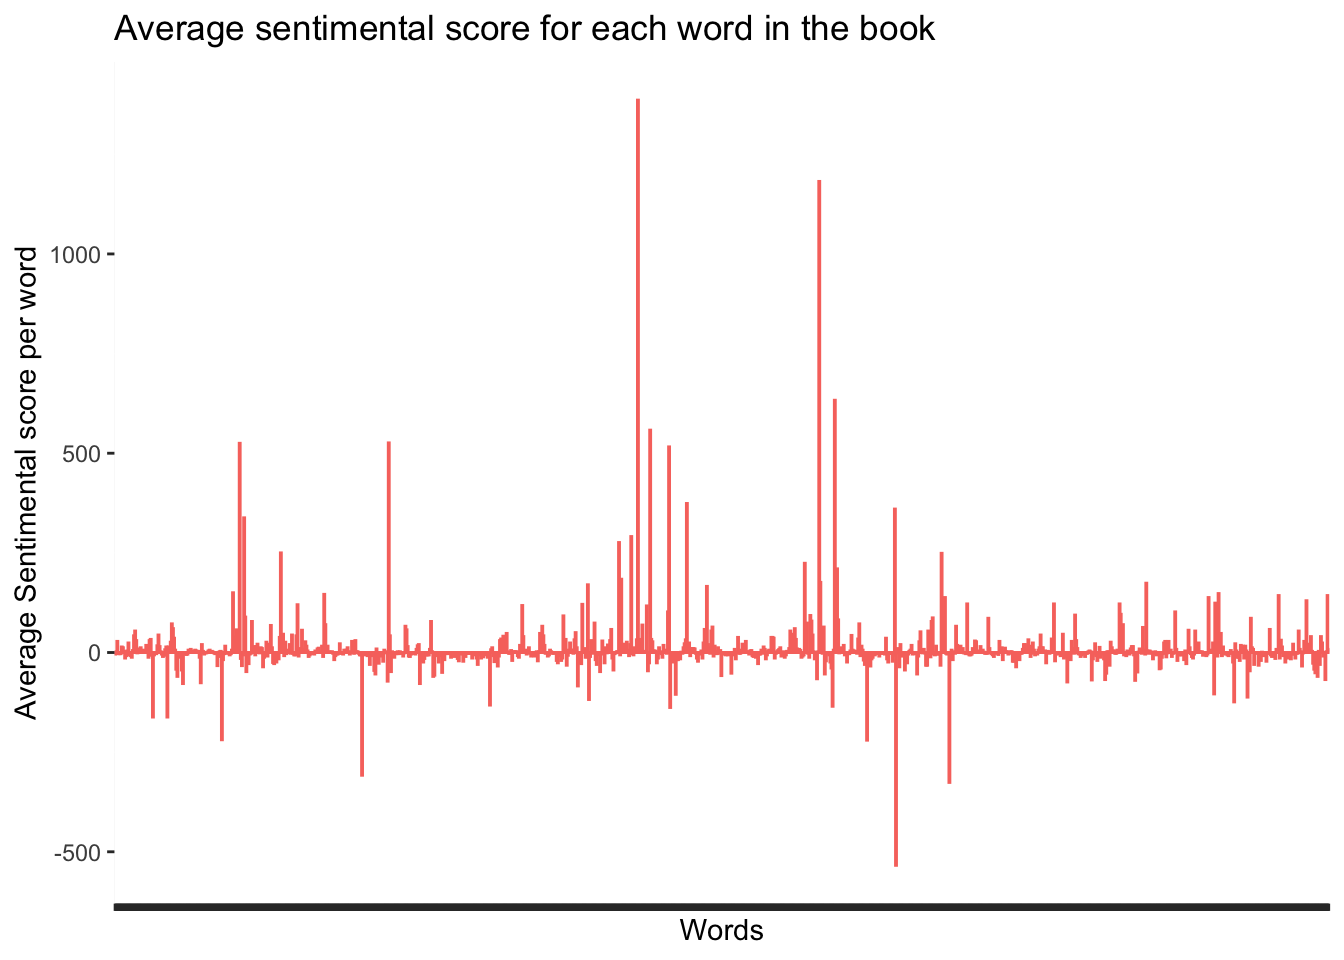 Average sentimental score for each word in the book
Average Sentimental score per word
1000
500
0
-500
Words